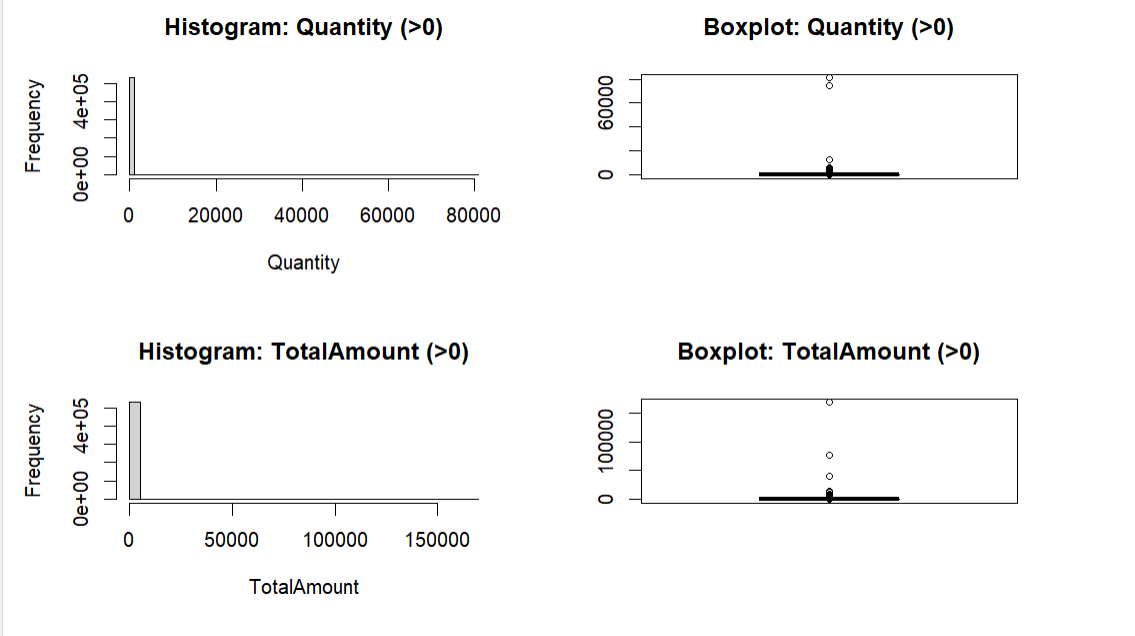 Histogram: Quantity (>0)
Frequency
0e+00 4e+05
0 20000 40000 60000 80000
Quantity
Boxplot: Quantity (>0)
0 60000
Histogram: TotalAmount (>0)
Frequency
0e+00 4e+05
0 50000 100000 150000
TotalAmount
Boxplot: TotalAmount (>0)
0 100000